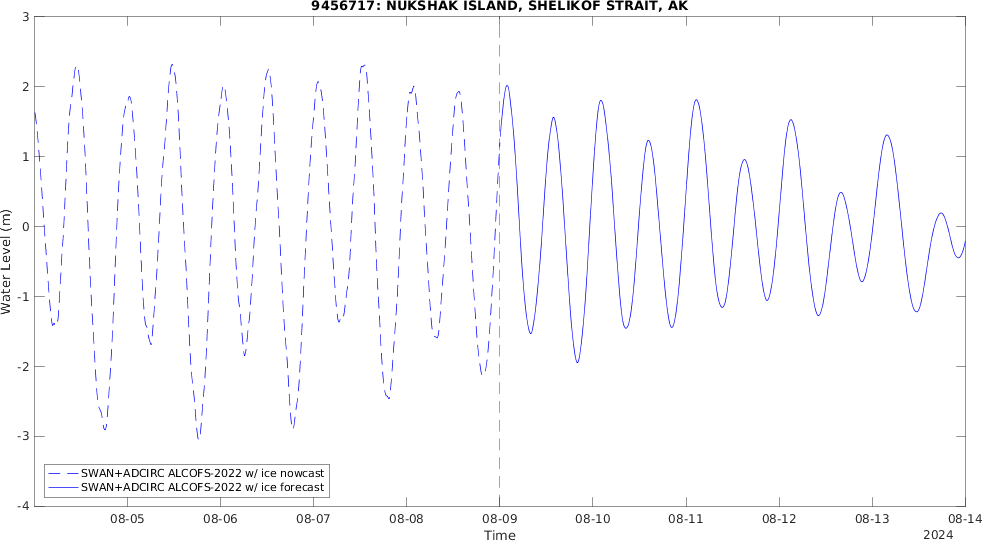 9456717: NUKSHAK ISLAND, SHELIKOF STRAIT, AK
3
2
1
0
-1
-2
-3
-4
Water Level (m)
SWAN+ADCIRC ALCOFS-2022 w/ ice nowcast
SWAN+ADCIRC ALCOFS-2022 w/ ice forecast
08-05 08-06 08-07 08-08 08-09 08-10 08-11 08-12 08-13 08-14
Time
2024